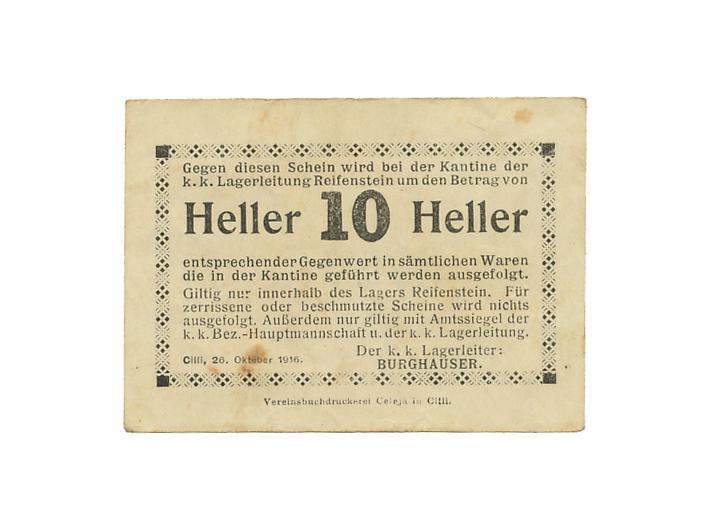 Gegen diesen Schein wird bei der Kantine der
k. k. Lagerleitung Reifenstein um den Betrag von
Heller 10 Heller
entsprechender Gegenwert in sämtlichen Waren
die in der Kantine geführt werden ausgefolgt.
Giltig nur innerhalb des Lagers Reifenstein. Für
zerrissene oder beschmutzte Scheine wird nichts
ausgefolgt. Außerdem nur giltig mit Amtssiegel der
k. k. Bez.-Hauptmannschaft u. der k. k. Lagerleitung.
Cilli, 26. Oktober 1916.
Der k. k. Lagerleiter:
BURGHAUSER.
Vereinsbuchdruckerei Celeja in Cilli.